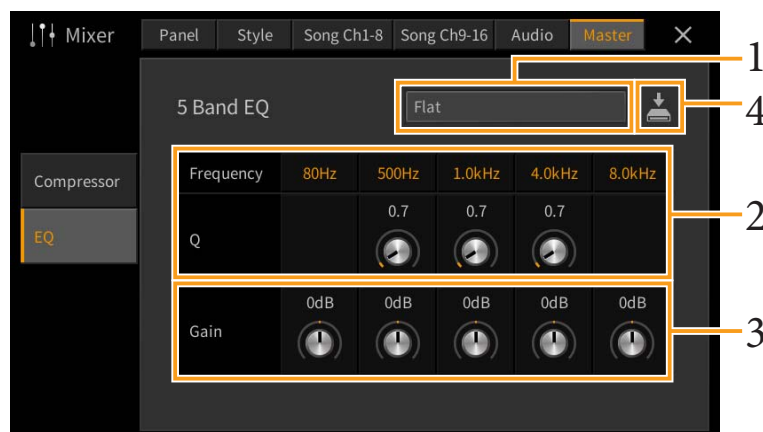 Mixer Panel Style Song Ch1-8 Song Ch9-16 Audio Master
1
5 Band EQ Flat 4
Compressor
EQ
Frequency 80Hz 500Hz 1.0kHz 4.0kHz 8.0kHz
0.7 0.7 0.7 2
Q
0dB 0dB 0dB 0dB 0dB
Gain 3